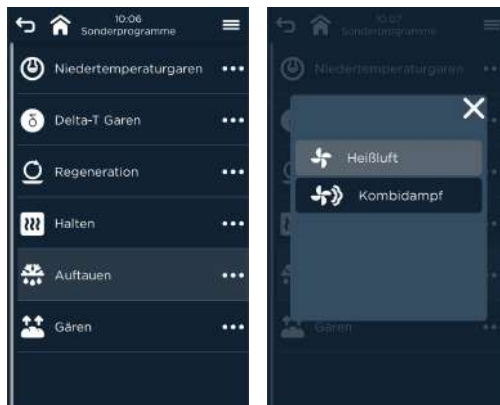 10:06
Sonderprogramme
Niedertemperaturgaren
Delta-T Garen
δ
Regeneration
Halten
Auftauen
Gären
10:07
Sonderprogramme
Niedertemperaturgaren
Heißluft
Kombidampf
Gären